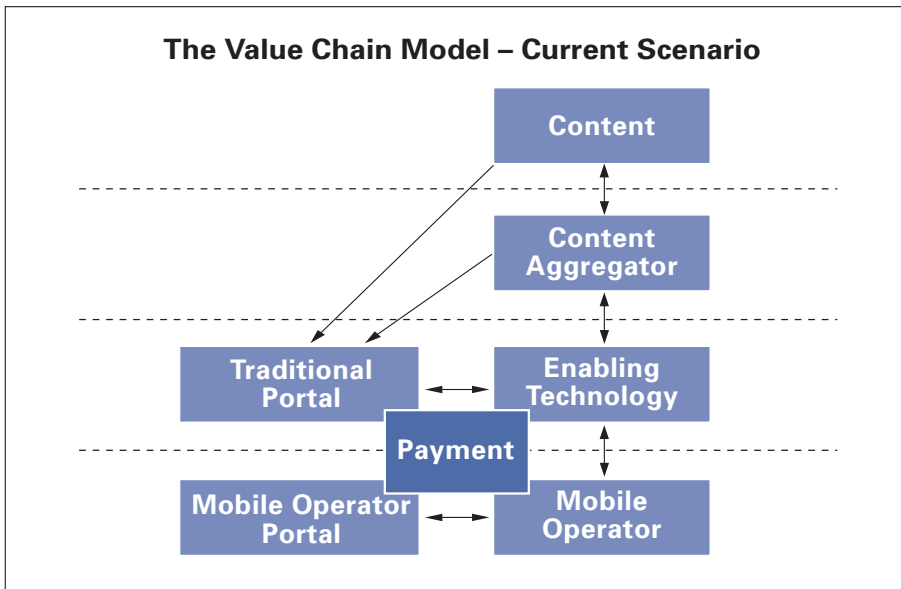 The Value Chain Model – Current Scenario
Content
Content
Aggregator
Traditional
Portal
Enabling
Technology
Payment
Mobile Operator
Portal
Mobile
Operator